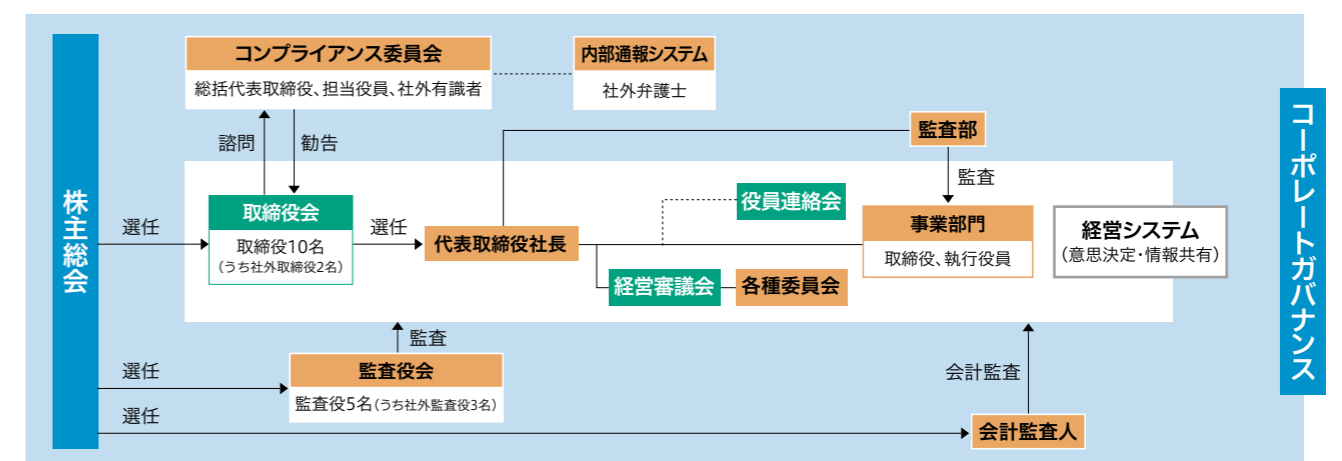 株主総会
コンプライアンス委員会
総括代表取締役、担当役員、社外有識者
内部通報システム
社外弁護士
諮問
勧告
監査部
監査
選任
取締役会
取締役10名
(うち社外取締役2名)
選任
代表取締役社長
役員連絡会
経営審議会
各種委員会
事業部門
取締役、執行役員
経営システム
(意思決定・情報共有)
監査
選任
監査役会
監査役5名(うち社外監査役3名)
会計監査
選任
会計監査人
コーポレートガバナンス